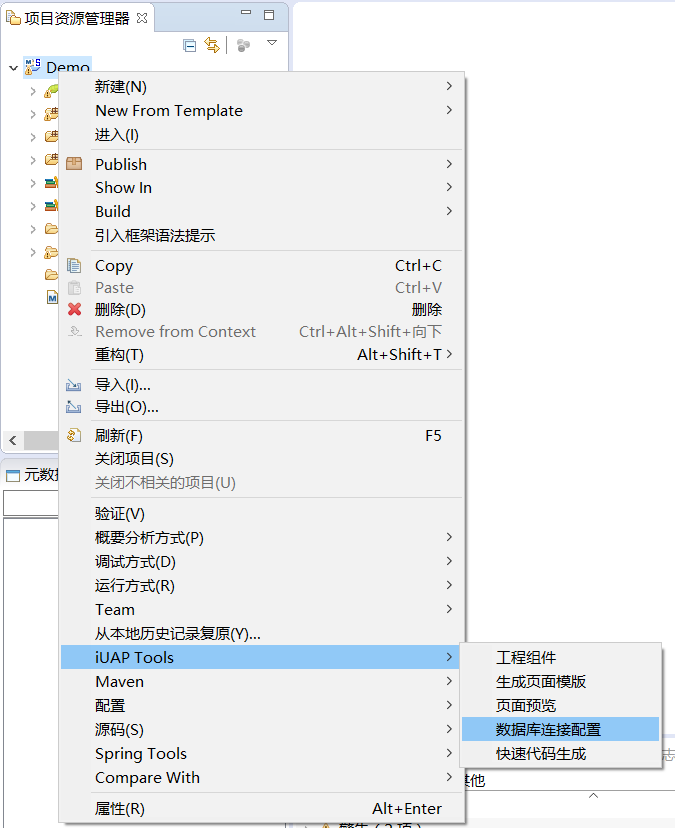 项目资源管理器
Demo
新建(N)
New From Template
进入(I)
Publish
Show In
Build
引入框架语法提示
Copy Ctrl+C
Paste Ctrl+V
删除(D) 删除
Remove from Context Ctrl+Alt+Shift+向下
重构(T) Alt+Shift+T
导入(I)...
导出(O)...
刷新(F) F5
关闭项目(S)
元数
关闭不相关的项目(U)
验证(V)
概要分析方式(P)
调试方式(D)
运行方式(R)
Team
从本地历史记录复原(Y)...
iUAP Tools
工程组件
Maven
生成页面模版
配置
页面预览
源码(S)
数据库连接配置
Spring Tools
快速代码生成
Compare With
其他
属性(R) Alt+Enter